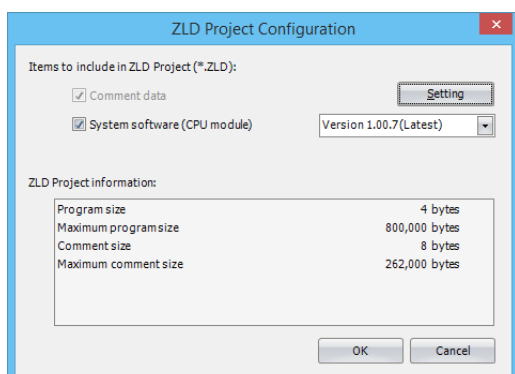 ZLD Project Configuration
Items to include in ZLD Project (*.ZLD):
Comment data
Setting
System software (CPU module)
Version 1.00.7(Latest)
ZLD Project information:
Program size 4 bytes
Maximum program size 800,000 bytes
Comment size 8 bytes
Maximum comment size 262,000 bytes
OK
Cancel